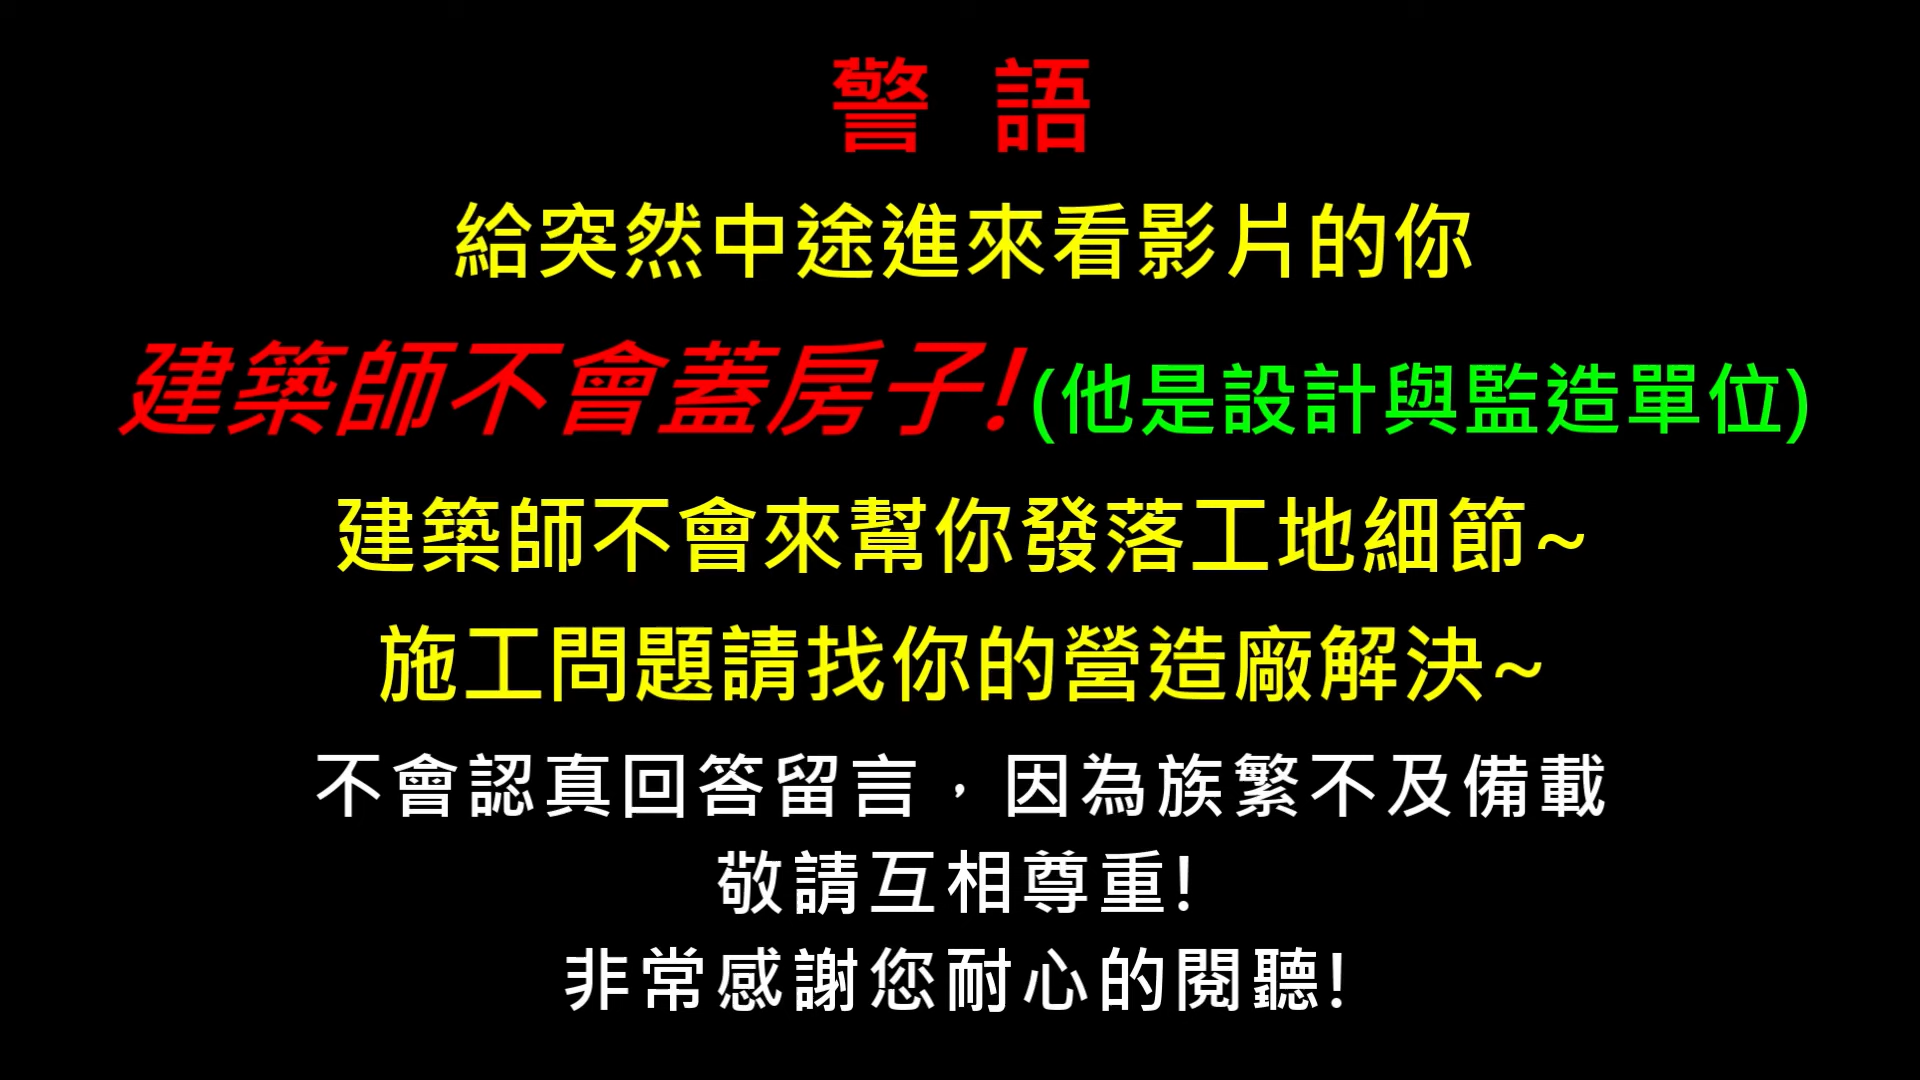 警 語
給突然中途進來看影片的你
建築師不會蓋房子!(他是設計與監造單位)
建築師不會來幫你發落工地細節~
施工問題請找你的營造廠解決~
不會認真回答留言，因為族繁不及備載
敬請互相尊重!
非常感謝您耐心的閱聽!